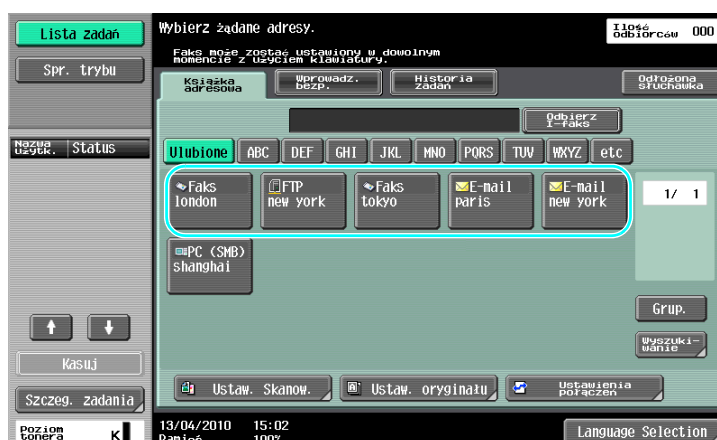 Lista zadań
Spr. trybu
Nazwa użytk.
Status
Kasuj
Szczeg. zadania
Poziom tonera
K
Wybierz żądane adresy.
Faks może zostać ustawiony w dowolnym
momencie z użyciem klawiatury.
Ilość odbiorców
000
Książka adresowa
Wprowadz. bezp.
Historia zadań
Odłożona słuchawka
Odbierz I-faks
Ulubione
ABC
DEF
GHI
JKL
MNO
PQRS
TUV
WXYZ
etc
Faks
london
FTP
new york
Faks
tokyo
E-mail
paris
E-mail
new york
1/ 1
PC (SMB)
shanghai
Grup.
Wyszuki-
wanie
Ustaw. Skanow.
Ustaw. oryginału
Ustawienia połączeń
13/04/2010 15:02
Pamięć 100%
Language Selection